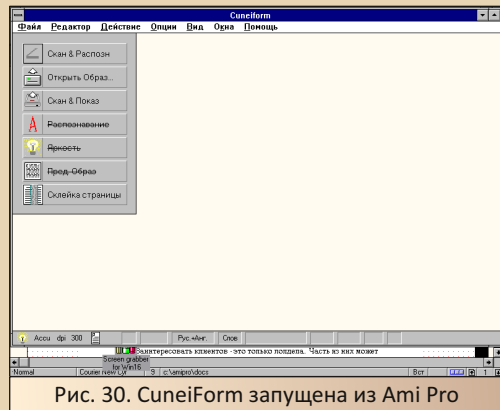 Cuneiform
Файл Редактор Действие Опции Вид Окна Помощь
Скан & Распозн
Открыть Образ...
Скан & Показ
Распознавание
Яркость
Пред. Образ
Склейка страницы
Accu dpi 300 Рус.+Анг. Слов
Заинтересовать клиентов - это только полдела. Часть из них может
Screen grabber
for Win16
Normal Courier New Cyr 9 c:\amipro\docs Вст 1
Рис. 30. CuneiForm запущена из Ami Pro